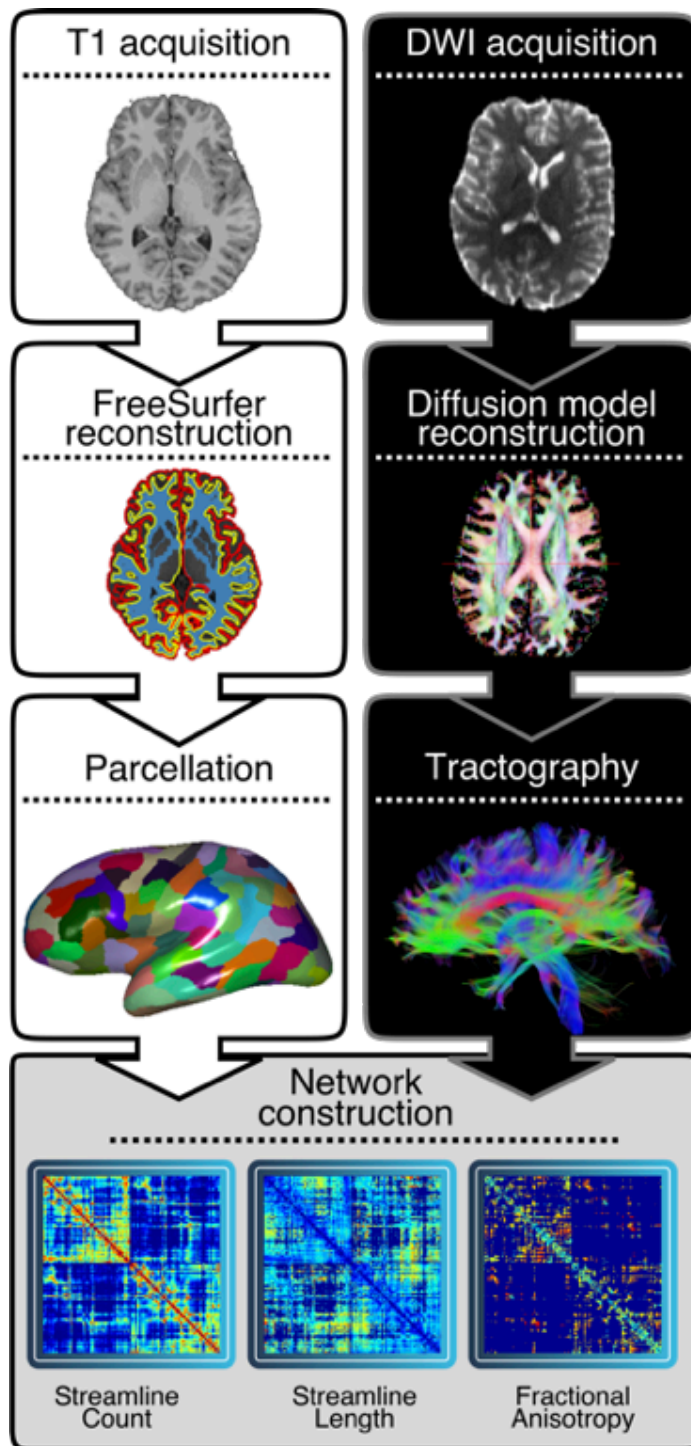 T1 acquisition
DWI acquisition
FreeSurfer
reconstruction
Diffusion model
reconstruction
Parcellation
Tractography
Network
construction
Streamline
Count
Streamline
Length
Fractional
Anisotropy